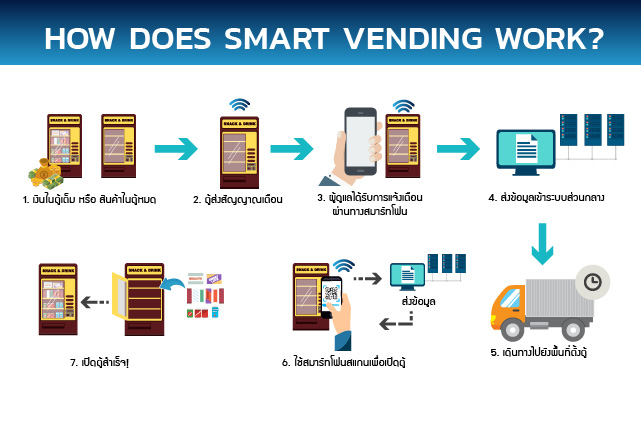 HOW DOES SMART VENDING WORK?
SNACK & DRINK
SNACK & DRINK
SNACK & DRINK
SNACK & DRINK
1. เงินในตู้เต็ม หรือ สินค้าในตู้หมด
2. ตู้ส่งสัญญาณเตือน
3. ผู้ดูแลได้รับการแจ้งเตือน
ผ่านทางสมาร์ทโฟน
4. ส่งข้อมูลเข้าระบบส่วนกลาง
SNACK & DRINK
SNACK & DRINK
SNACK & DRINK
ส่งข้อมูล
7. เปิดตู้สำเร็จ!
6. ใช้สมาร์ทโฟนสแกนเพื่อเปิดตู้
5. เดินทางไปยังพื้นที่ตั้งตู้